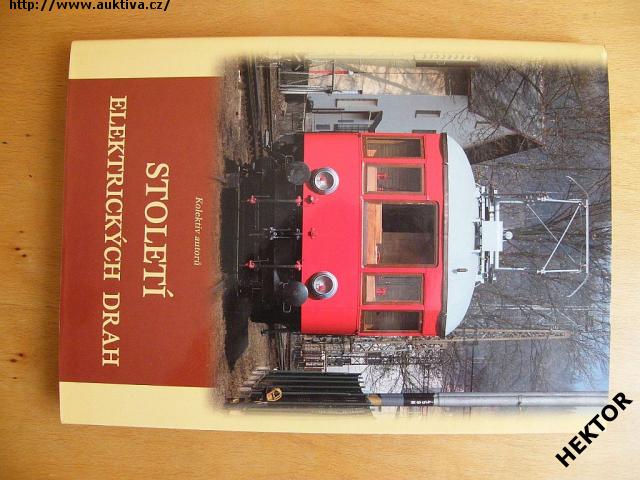 http://www.auktiva.cz/
Kolektiv autorů
STOLETÍ
ELEKTRICKÝCH DRAH
HEKTOR